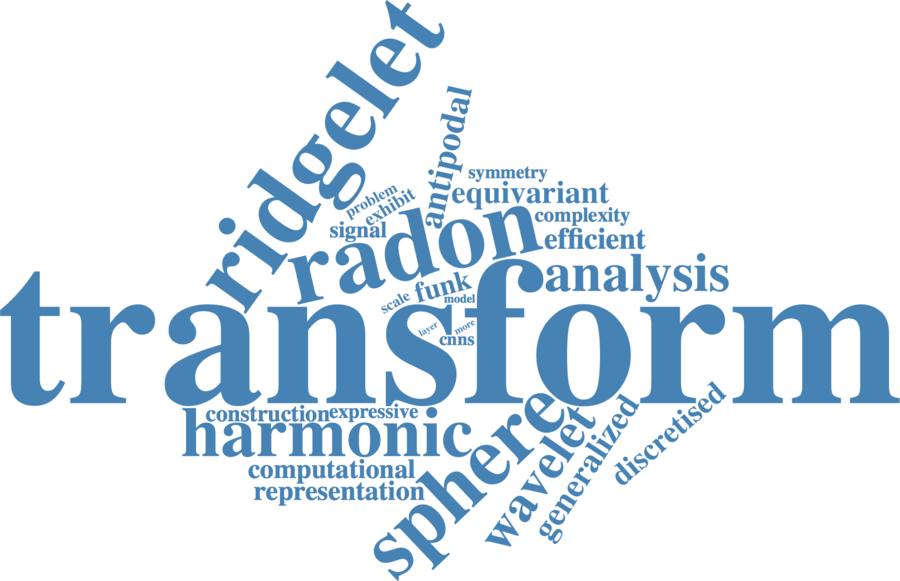 ridgelet
antipodal
symmetry
problem
exhibit
equivariant
signal
radon
complexity
efficient
analysis
scale
funk
model
layer
more
cnns
transform
construction
expressive
harmonic
sphere
wavelet
generalized
discretised
computational
representation